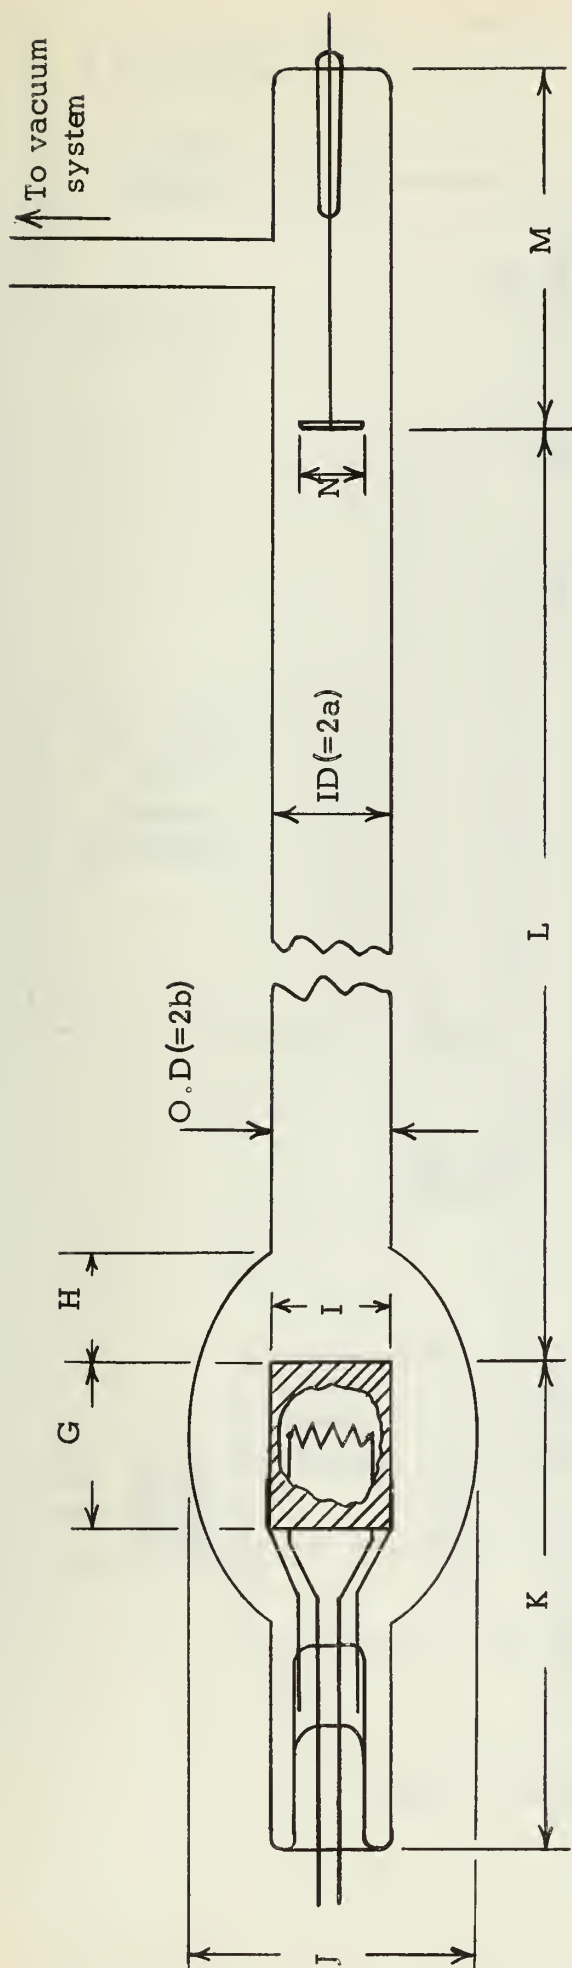 To vacuum
system
M
N
ID(=2a)
L
O.D(=2b)
H
I
G
K
J